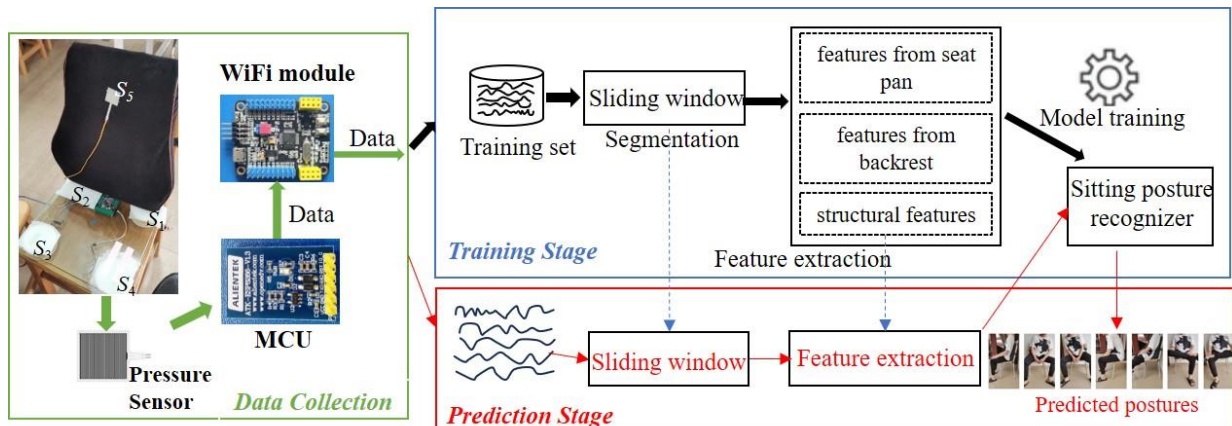 S5
S2
S1
S3
S4
Pressure
Sensor
WiFi module
Data
Data
ALIENTEK
MCU
Data Collection
Training set
Sliding window
Segmentation
features from seat
pan
features from
backrest
structural features
Feature extraction
Model training
Sitting posture
recognizer
Training Stage
Sliding window
Feature extraction
Predicted postures
Prediction Stage